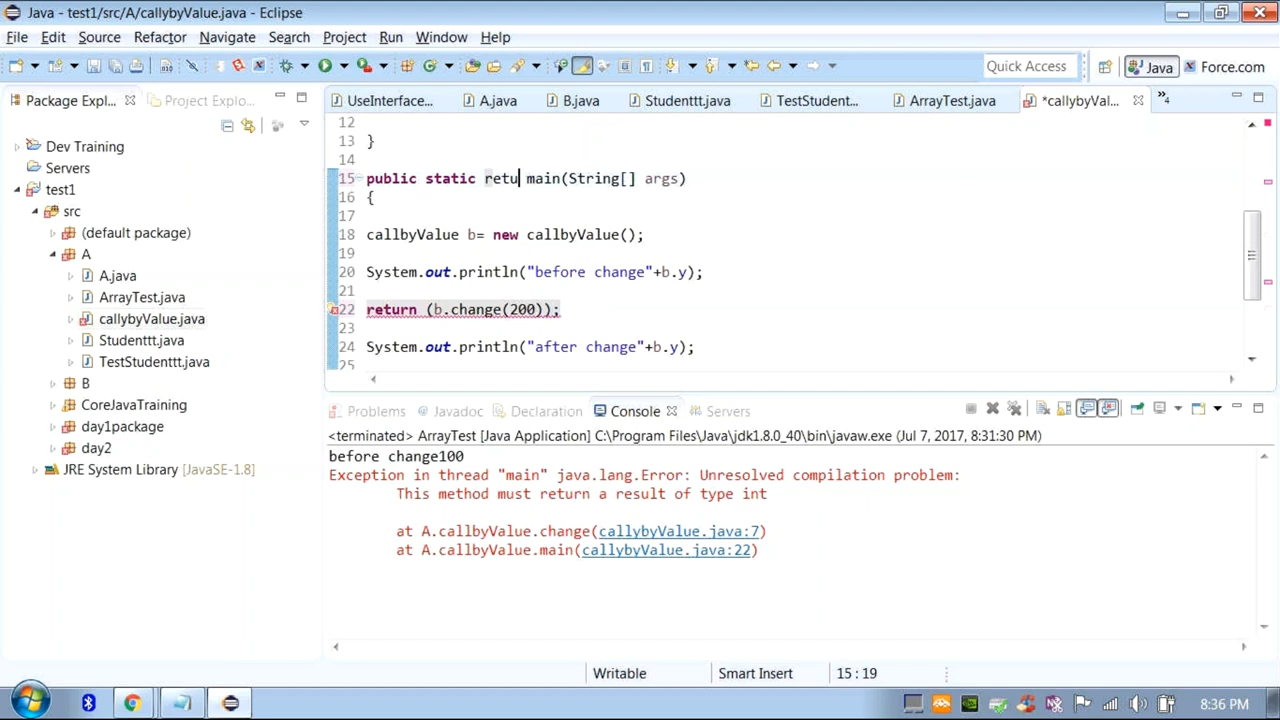 Java - test1/src/A/callybyValue.java - Eclipse
File Edit Source Refactor Navigate Search Project Run Window Help
Quick Access Java Force.com
Package Expl... Project Explo...
UseInterface... A.java B.java Studenttt.java TestStudent... ArrayTest.java *callybyVal... »4
Dev Training
Servers
test1
src
(default package)
A
A.java
ArrayTest.java
callybyValue.java
Studenttt.java
TestStudenttt.java
B
CoreJavaTraining
day1package
day2
JRE System Library [JavaSE-1.8]
12
13 }
14
15 public static retu main(String[] args)
16 {
17
18 callbyValue b= new callbyValue();
19
20 System.out.println("before change"+b.y);
21
22 return (b.change(200));
23
24 System.out.println("after change"+b.y);
25
Problems Javadoc Declaration Console Servers
<terminated> ArrayTest [Java Application] C:\Program Files\Java\jdk1.8.0_40\bin\javaw.exe (Jul 7, 2017, 8:31:30 PM)
before change100
Exception in thread "main" java.lang.Error: Unresolved compilation problem:
This method must return a result of type int
at A.callbyValue.change(callybyValue.java:7)
at A.callbyValue.main(callybyValue.java:22)
Writable Smart Insert 15 : 19
8:36 PM